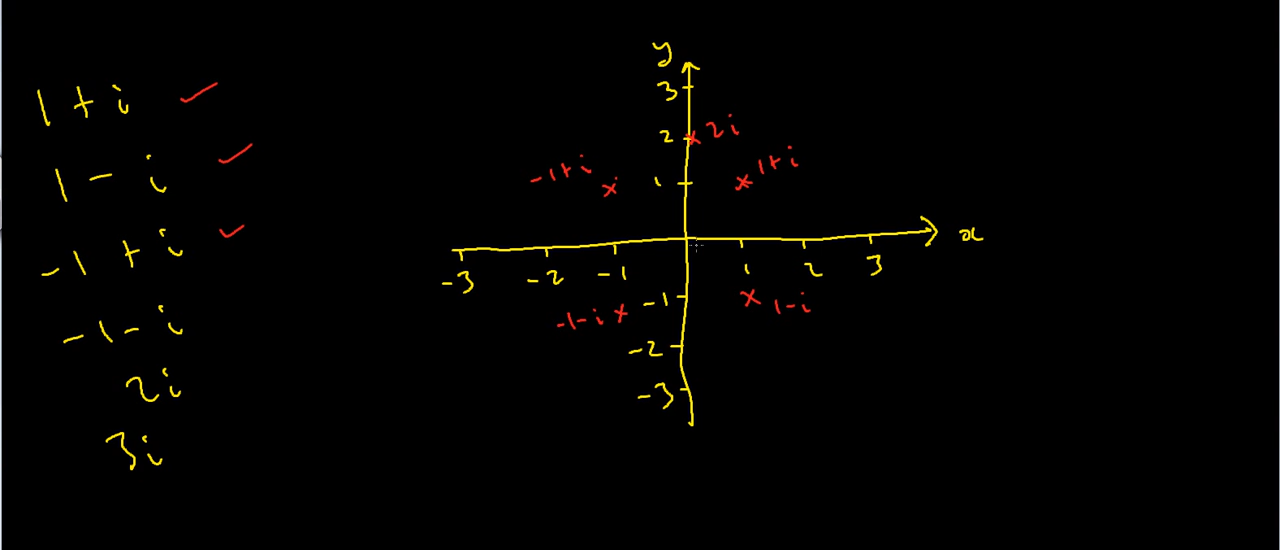 1 + i
1 - i
-1 + i
-1 - i
2i
3i
y
3
2 2i
-1+i 1 1+i
x
-3 -2 -1 1 2 3
-1-i -1 1-i
-2
-3